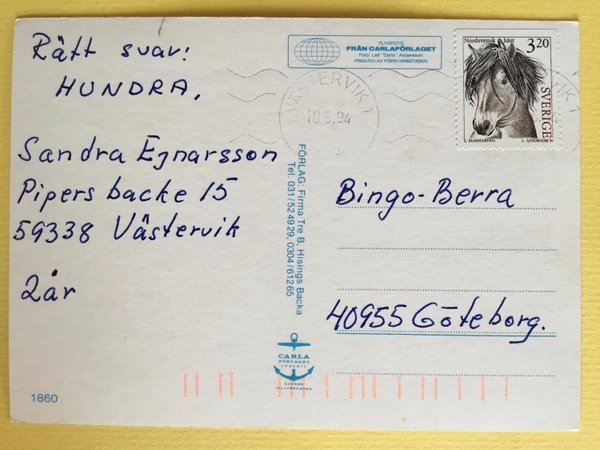 Rätt svar:
HUNDRA.
Sandra Ejnarsson
Pipers backe 15
59338 Västervik
2år
1860
FLYGFOTO:
FRÅN CARLAFÖRLAGET
Foto: Leif "Carla" Andersson
FRIGIVEN AV FÖRSVARSSTABEN
VÄSTERVIK 1
10.5.94
Nordsvensk häst
3.20
SVERIGE
FÖRLAG: Firma Tre B, Hisings Backa
Tel. 031/52 49 29, 0304/612 65
CARLA
FÖRLAGET
Bingo-Berra
40955 Göteborg.